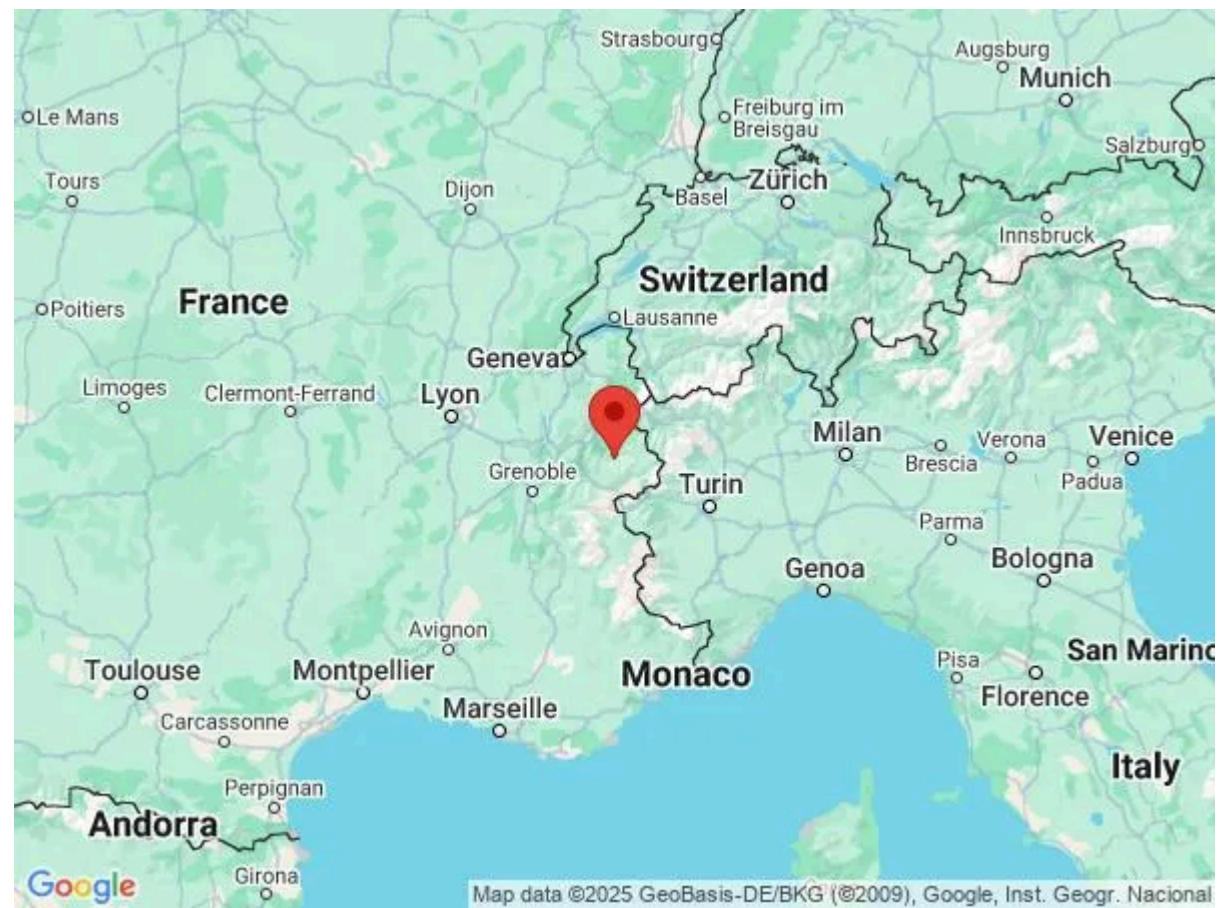 Strasbourg
Augsburg
Munich
Le Mans
Freiburg im
Breisgau
Salzburg
Tours
Dijon
Basel
Zürich
Innsbruck
Switzerland
France
Poitiers
Lausanne
Geneva
Limoges
Clermont-Ferrand
Lyon
Milan
Verona
Venice
Brescia
Padua
Grenoble
Turin
Parma
Bologna
Genoa
Avignon
San Marino
Toulouse
Montpellier
Monaco
Pisa
Florence
Marseille
Carcassonne
Italy
Perpignan
Andorra
Girona
Google
Map data ©2025 GeoBasis-DE/BKG (©2009), Google, Inst. Geogr. Nacional